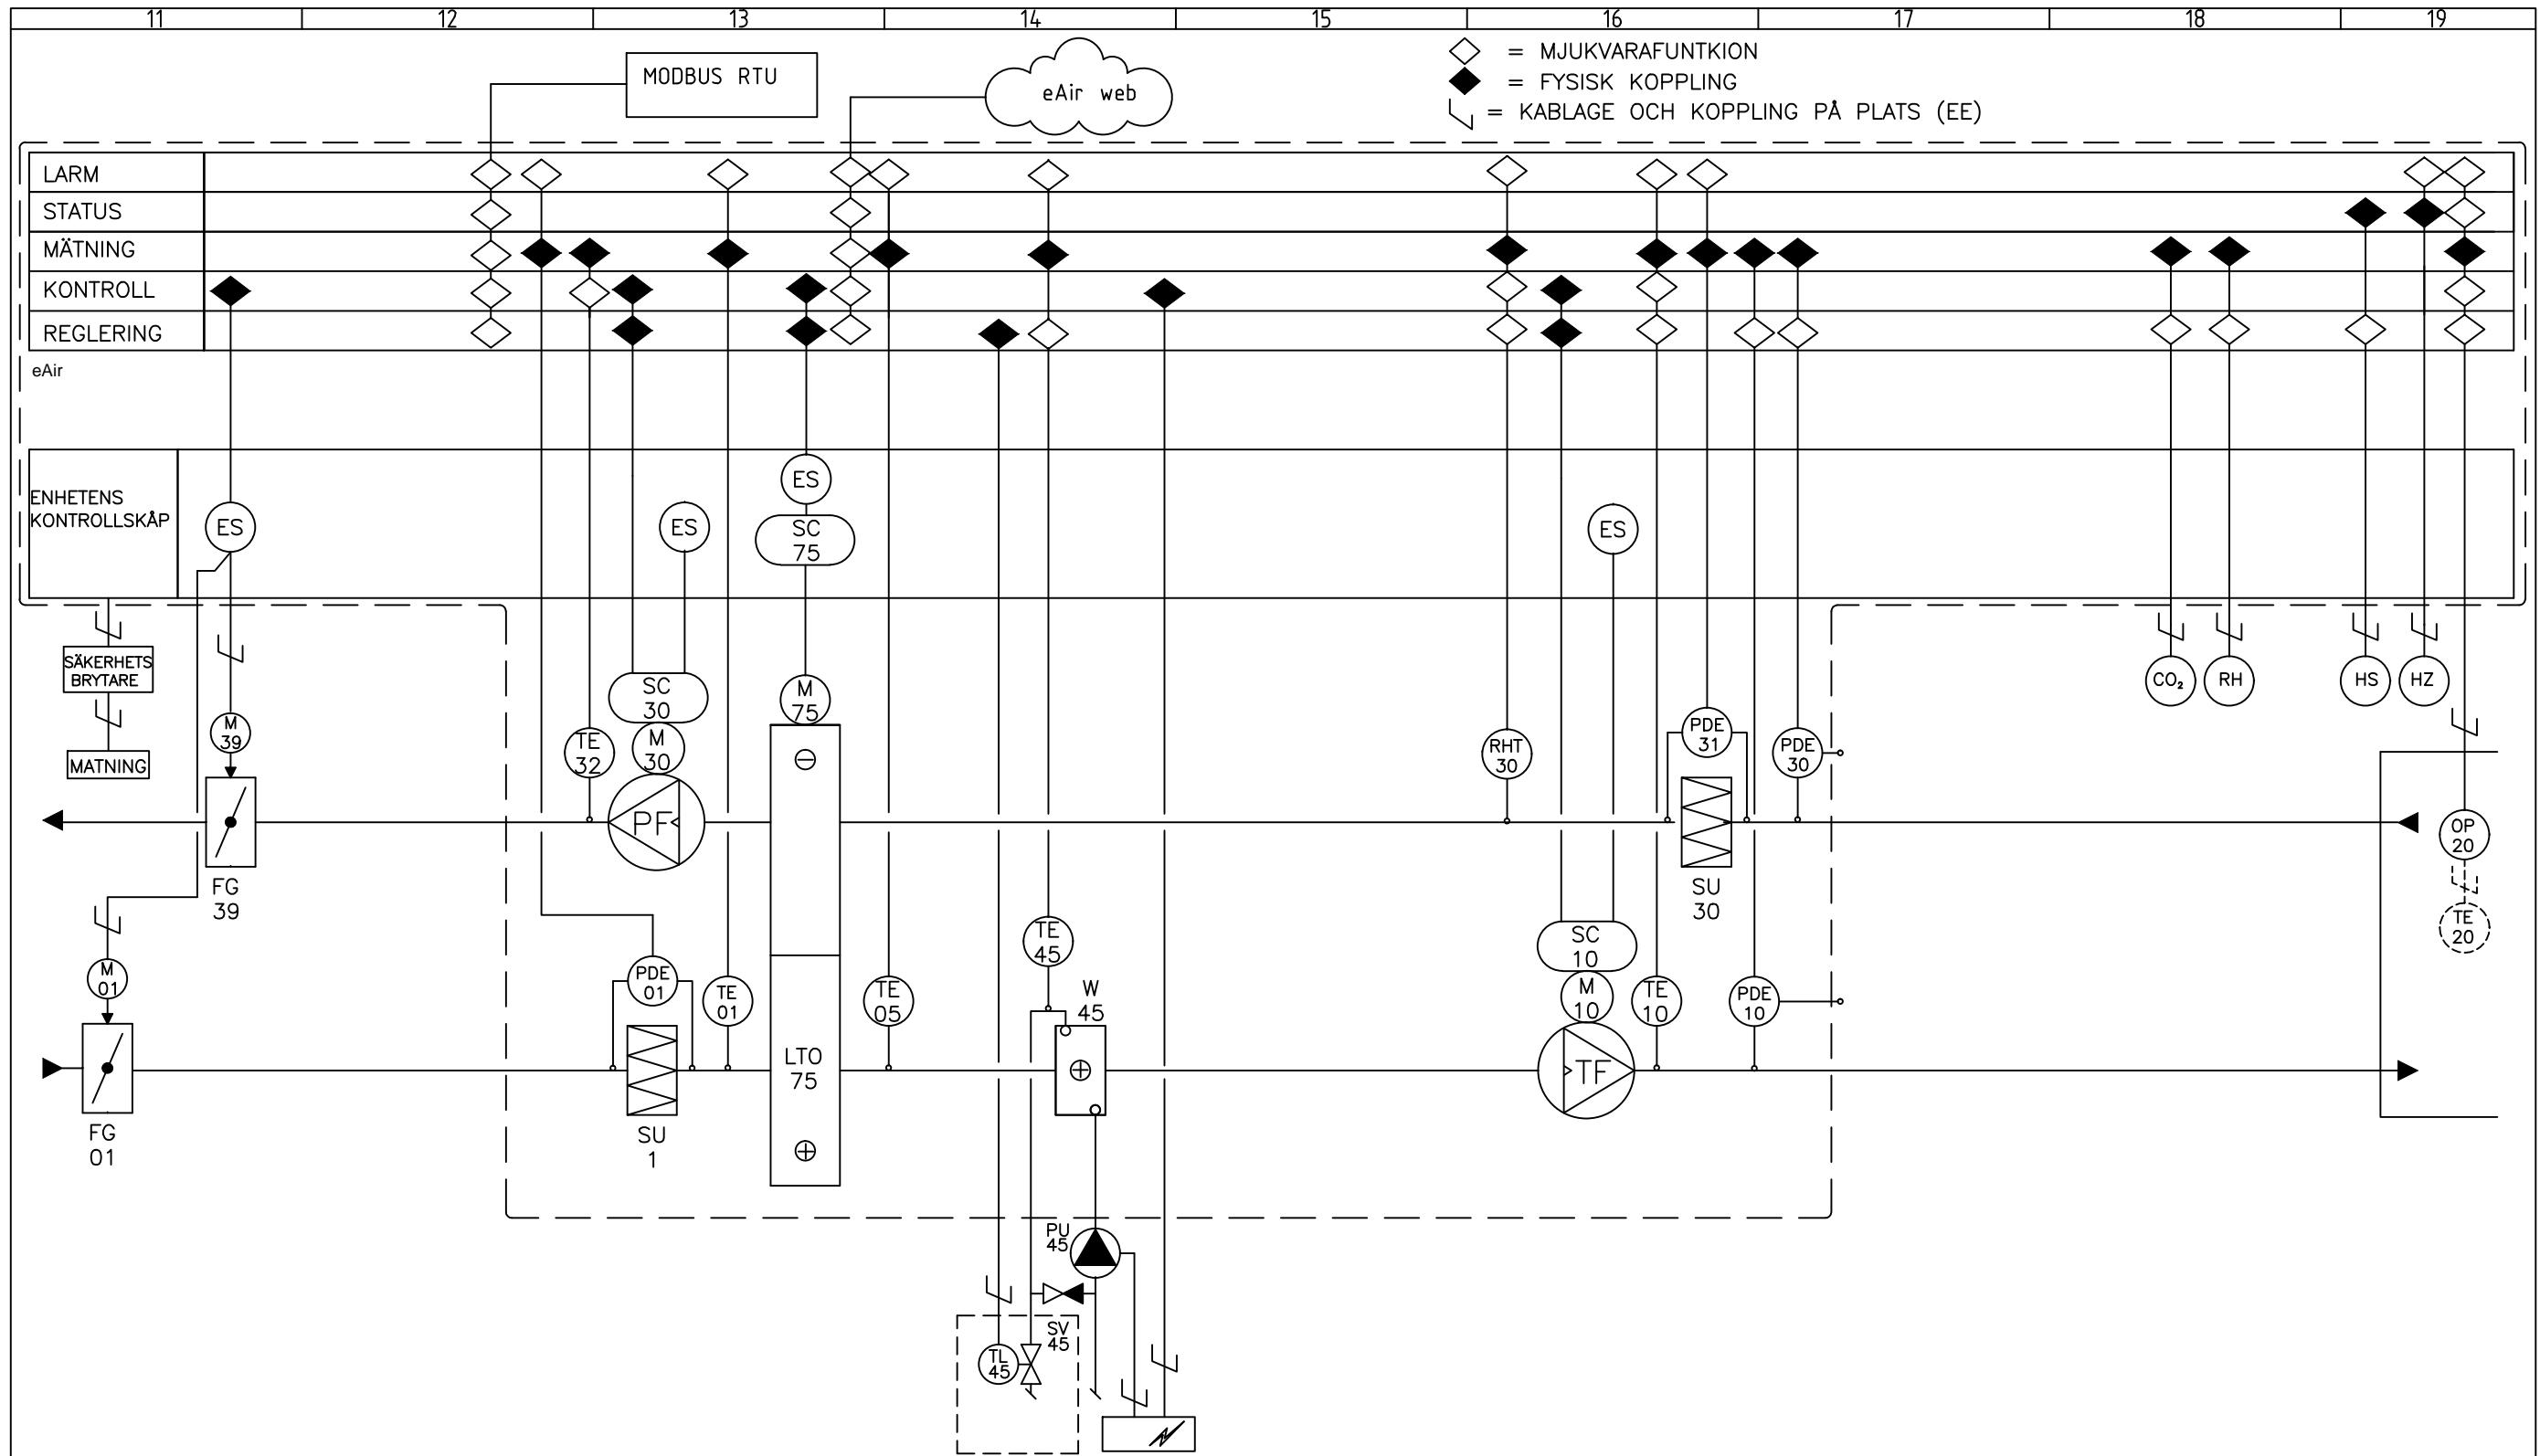 11 12 13 14 15 16 17 18 19
MODBUS RTU
eAir web
= MJUKVARAFUNTKION
= FYSISK KOPPLING
= KABLAGE OCH KOPPLING PÅ PLATS (EE)
LARM
STATUS
MÄTNING
KONTROLL
REGLERING
eAir
ENHETENS
KONTROLLSKÅP
ES
ES
ES
SC
75
ES
SÄKERHETS
BRYTARE
MATNING
M
39
SC
30
M
30
TE
32
M
75
RHT
30
PDE
31
PDE
30
CO₂
RH
HS
HZ
PF
OP
20
TE
20
FG
39
SU
30
M
01
PDE
01
TE
01
TE
05
TE
45
W
45
SC
10
M
10
TE
10
PDE
10
LTO
75
TF
FG
01
SU
1
PU
45
SV
45
TL
45